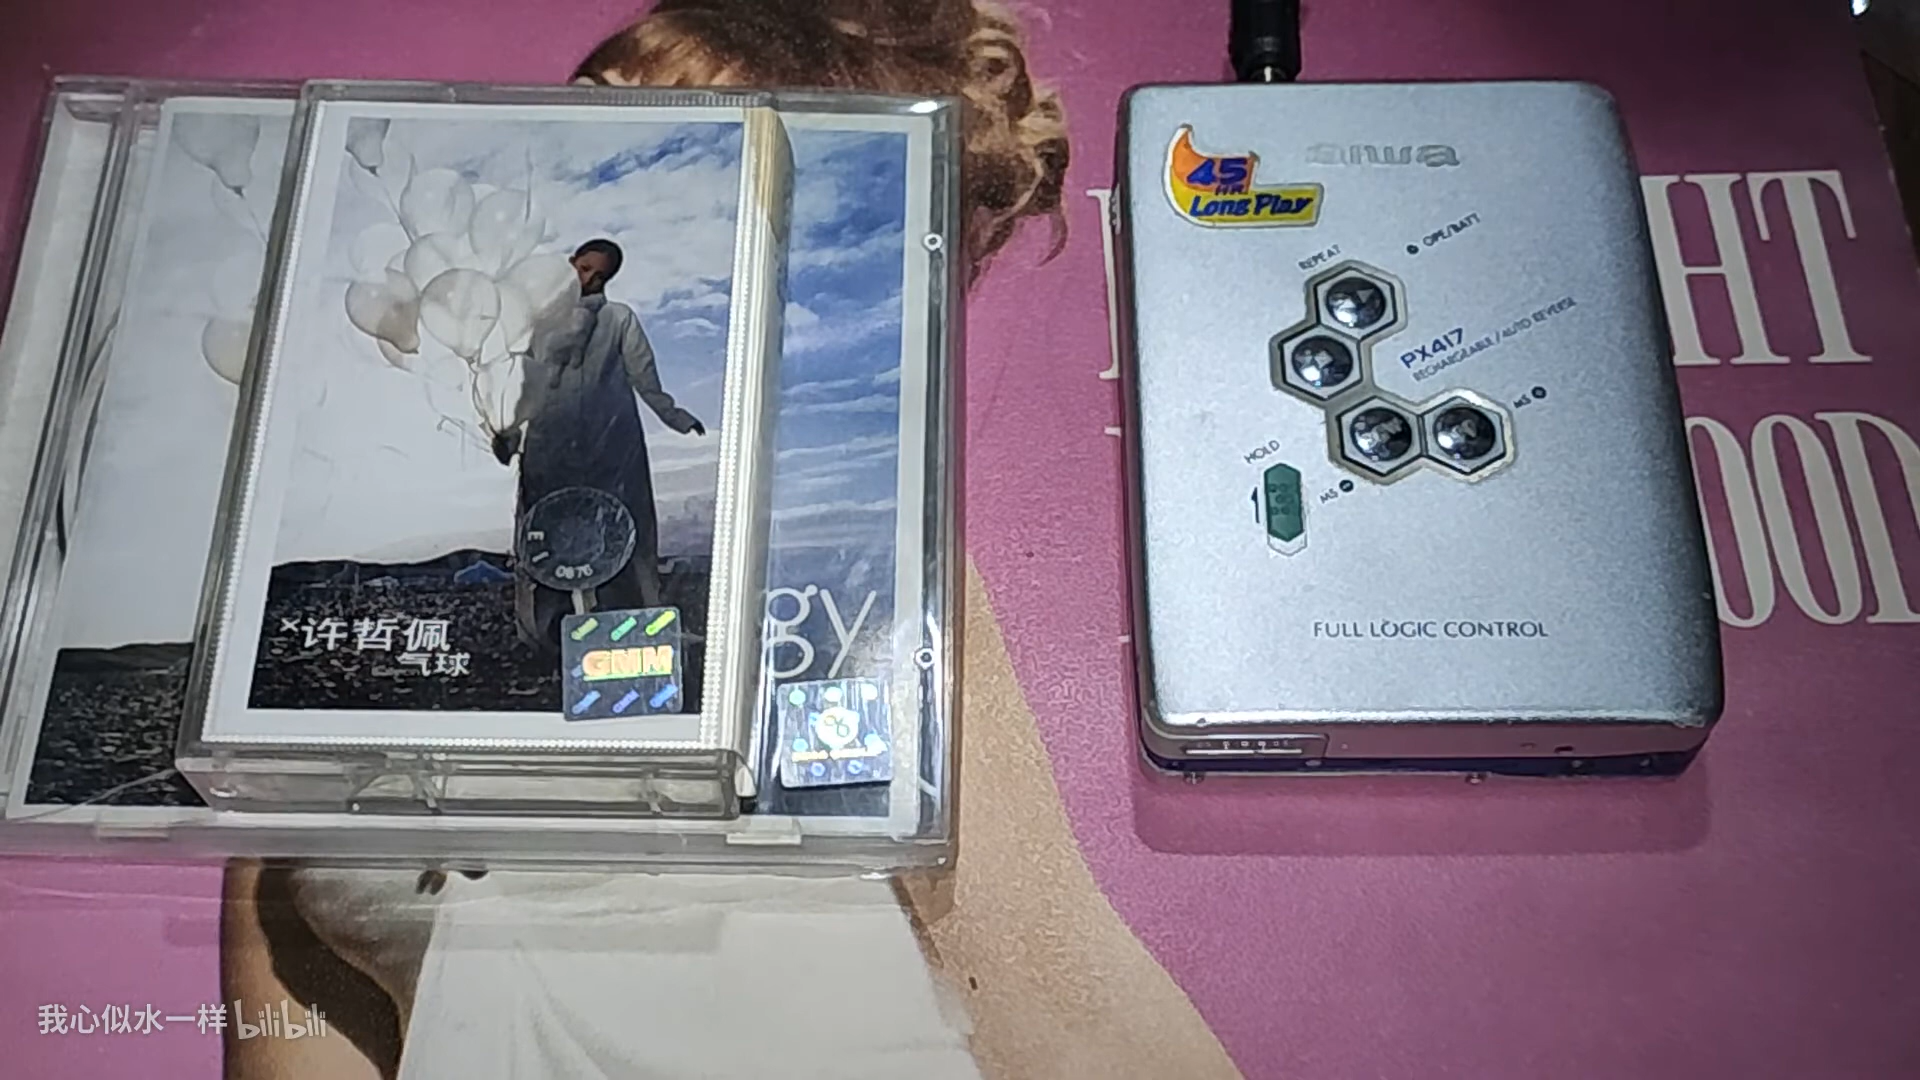 ×许哲佩
气球
E
0876
GMM
gy
aiwa
45
HR
Long Play
OPE/BATT
REPEAT
PX417
RECHARGEABLE/AUTO REVERSE
MS
HOLD
MS
FULL LOGIC CONTROL
HT
OOD
我心似水一样 bilibili